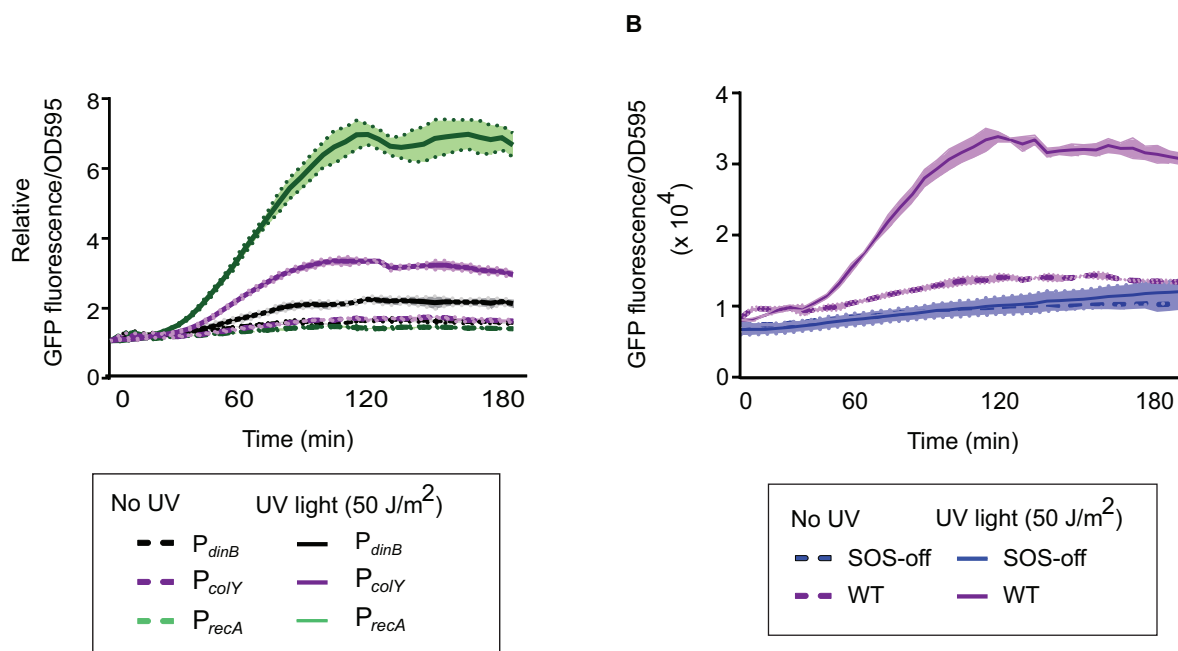 B
Relative
GFP fluorescence/OD595
8
6
4
2
0
0 60 120 180
Time (min)
No UV UV light (50 J/m²)
PdinB PdinB
PcolY PcolY
PrecA PrecA
GFP fluorescence/OD595
(x 10⁴)
4
3
2
1
0
0 60 120 180
Time (min)
No UV UV light (50 J/m²)
SOS-off SOS-off
WT WT